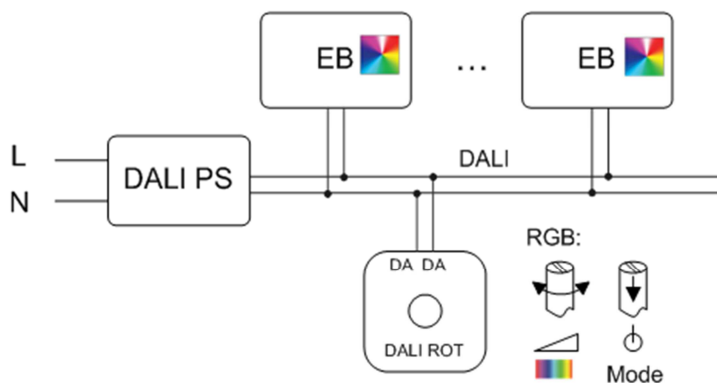 EB
...
EB
L
N
DALI PS
DALI
DA DA
DALI ROT
RGB:
Mode